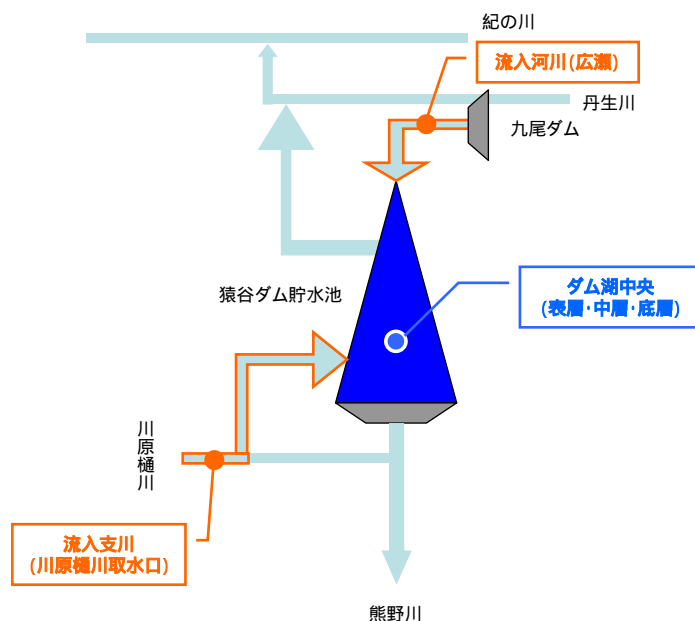 紀の川
流入河川(広瀬)
丹生川
九尾ダム
猿谷ダム貯水池
ダム湖中央
(表層・中層・底層)
川原樋川
流入支川
(川原樋川取水口)
熊野川